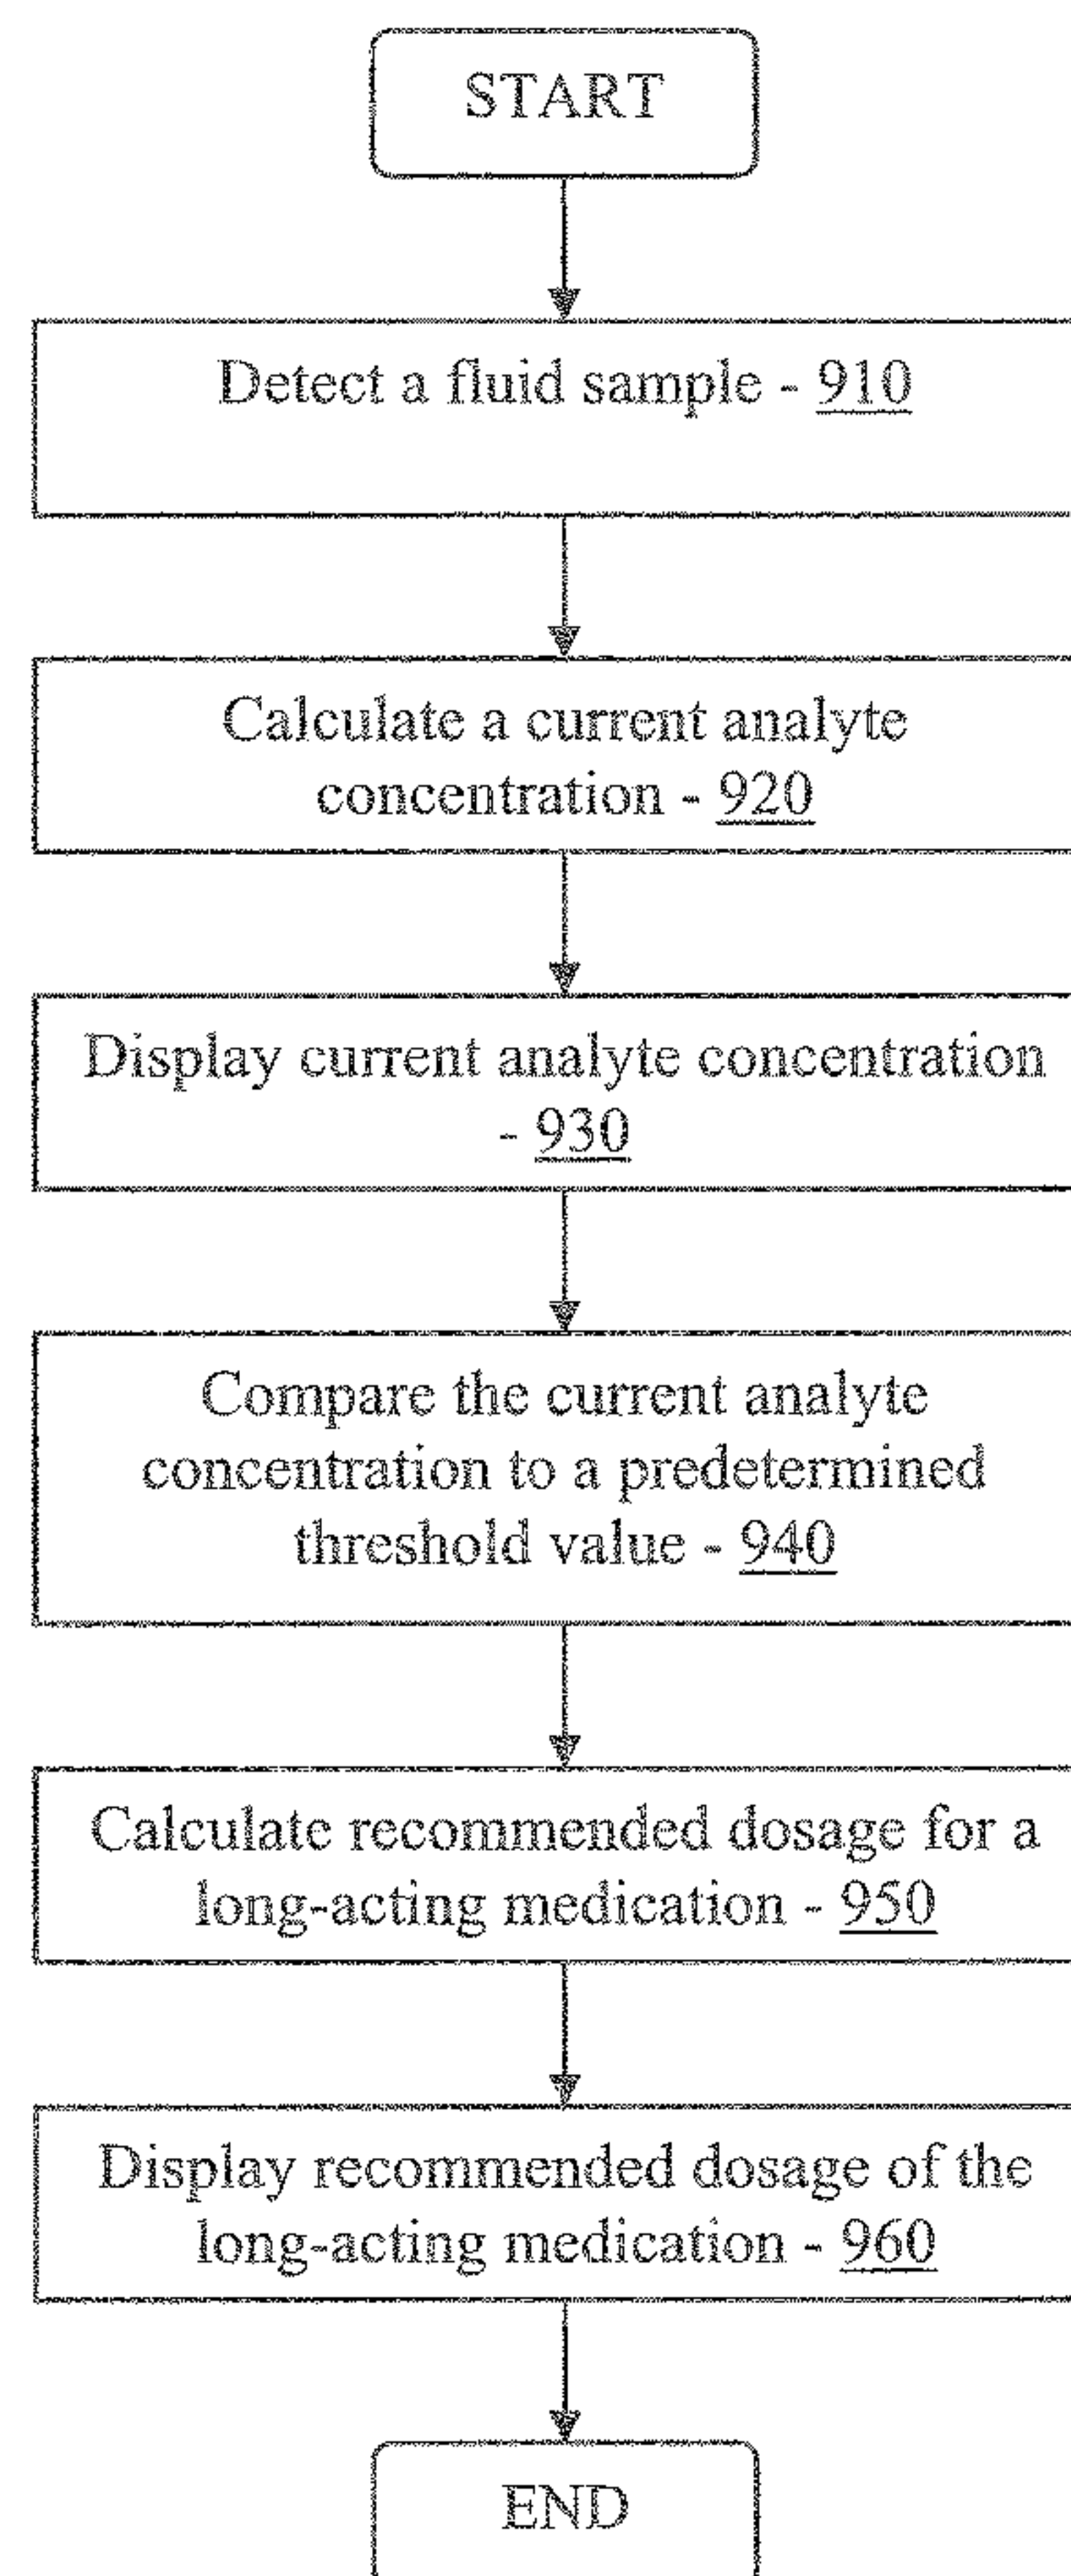 START
Detect a fluid sample - 910
Calculate a current analyte
concentration - 920
Display current analyte concentration
- 930
Compare the current analyte
concentration to a predetermined
threshold value - 940
Calculate recommended dosage for a
long-acting medication - 950
Display recommended dosage of the
long-acting medication - 960
END